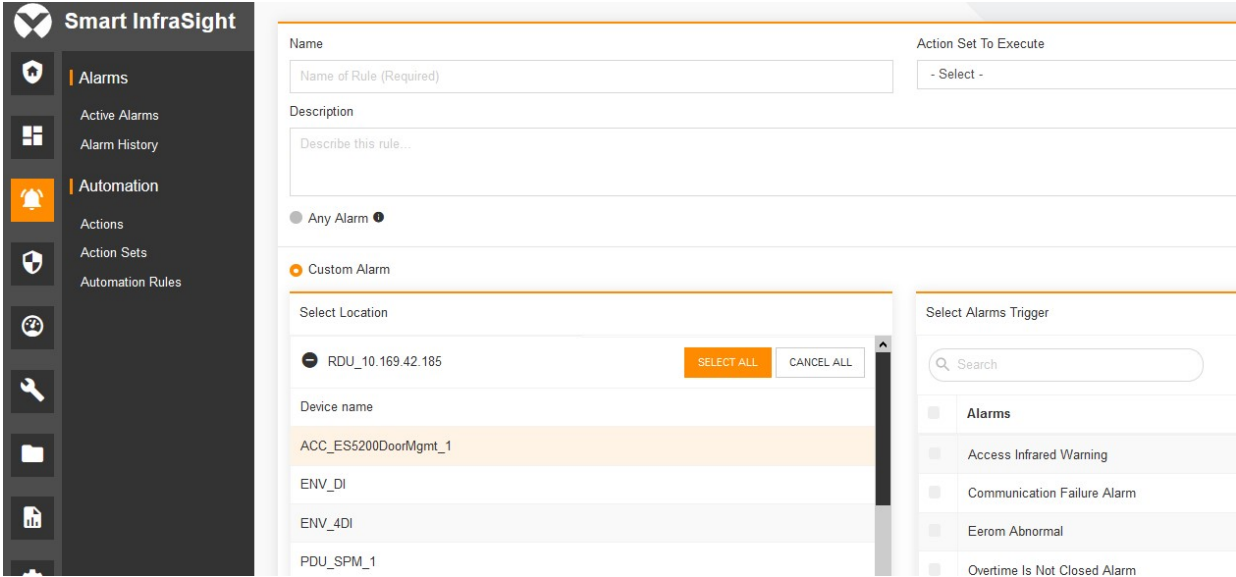 Smart InfraSight
Alarms
Active Alarms
Alarm History
Automation
Actions
Action Sets
Automation Rules
Name
Name of Rule (Required)
Action Set To Execute
- Select -
Description
Describe this rule...
Any Alarm
Custom Alarm
Select Location
RDU_10.169.42.185
SELECT ALL
CANCEL ALL
Device name
ACC_ES5200DoorMgmt_1
ENV_DI
ENV_4DI
PDU_SPM_1
Select Alarms Trigger
Search
Alarms
Access Infrared Warning
Communication Failure Alarm
Eerom Abnormal
Overtime Is Not Closed Alarm